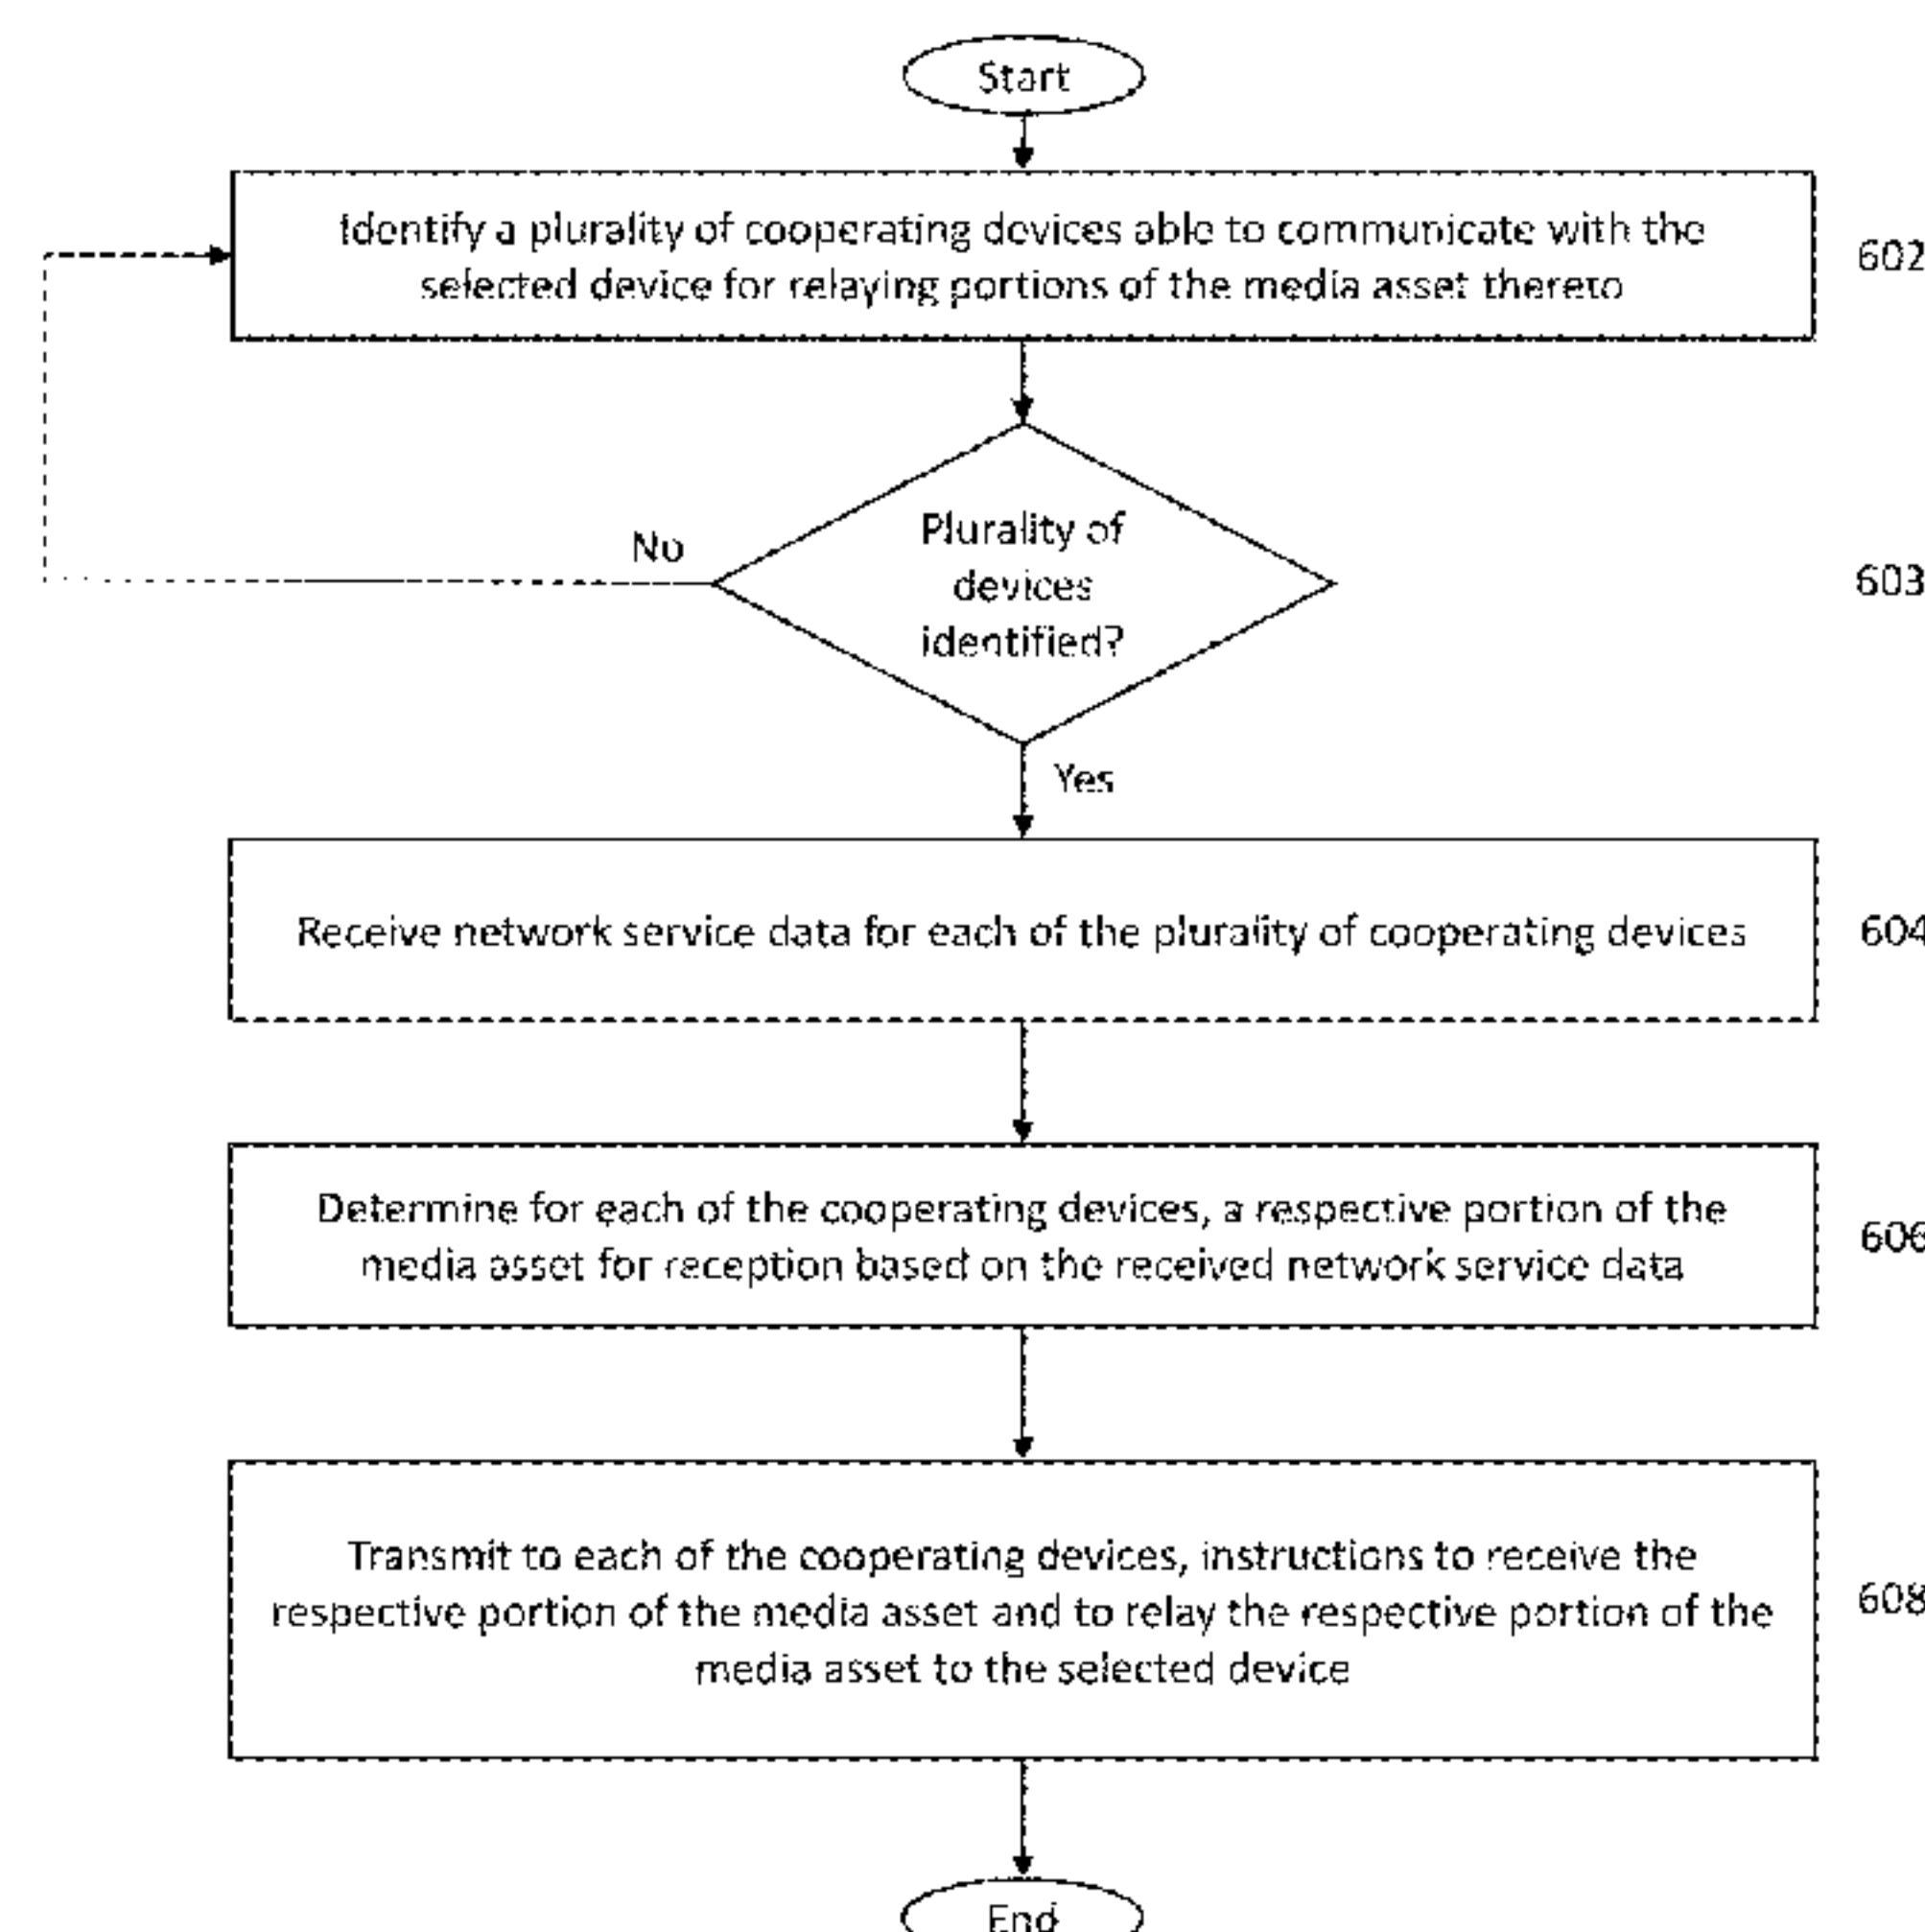 Start
Identify a plurality of cooperating devices able to communicate with the
selected device for relaying portions of the media asset thereto
602
Plurality of
devices
identified?
No
603
Yes
Receive network service data for each of the plurality of cooperating devices
604
Determine for each of the cooperating devices, a respective portion of the
media asset for reception based on the received network service data
606
Transmit to each of the cooperating devices, instructions to receive the
respective portion of the media asset and to relay the respective portion of the
media asset to the selected device
608
End